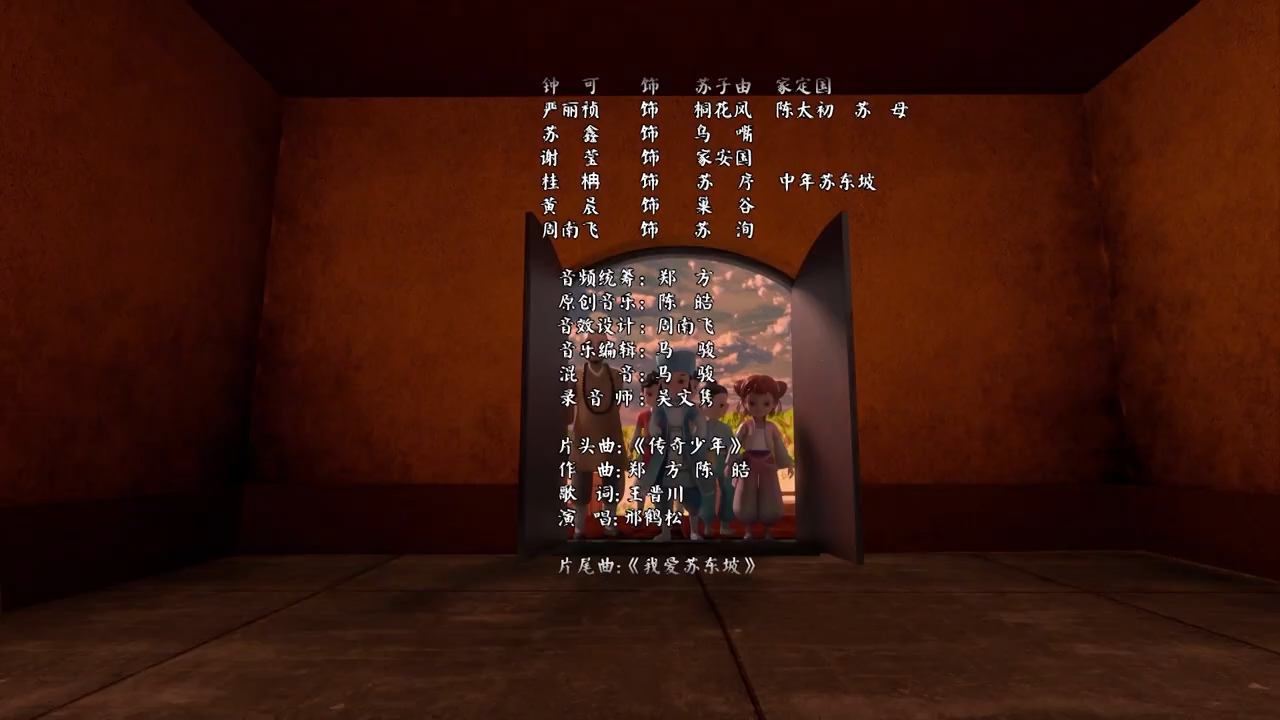 钟 可 饰 苏子由 家定国
严丽祯 饰 桐花风 陈太初 苏 母
苏 鑫 饰 乌 嘴
谢 莹 饰 家安国
桂 楠 饰 苏 序 中年苏东坡
黄 晨 饰 巢 谷
周南飞 饰 苏 洵
音频统筹：郑 方
原创音乐：陈 皓
音效设计：周南飞
音乐编辑：马 骏
混 音：马 骏
录 音 师：吴文隽
片头曲：《传奇少年》
作 曲：郑 方 陈 皓
歌 词：王晋川
演 唱：邢鹤松
片尾曲：《我爱苏东坡》